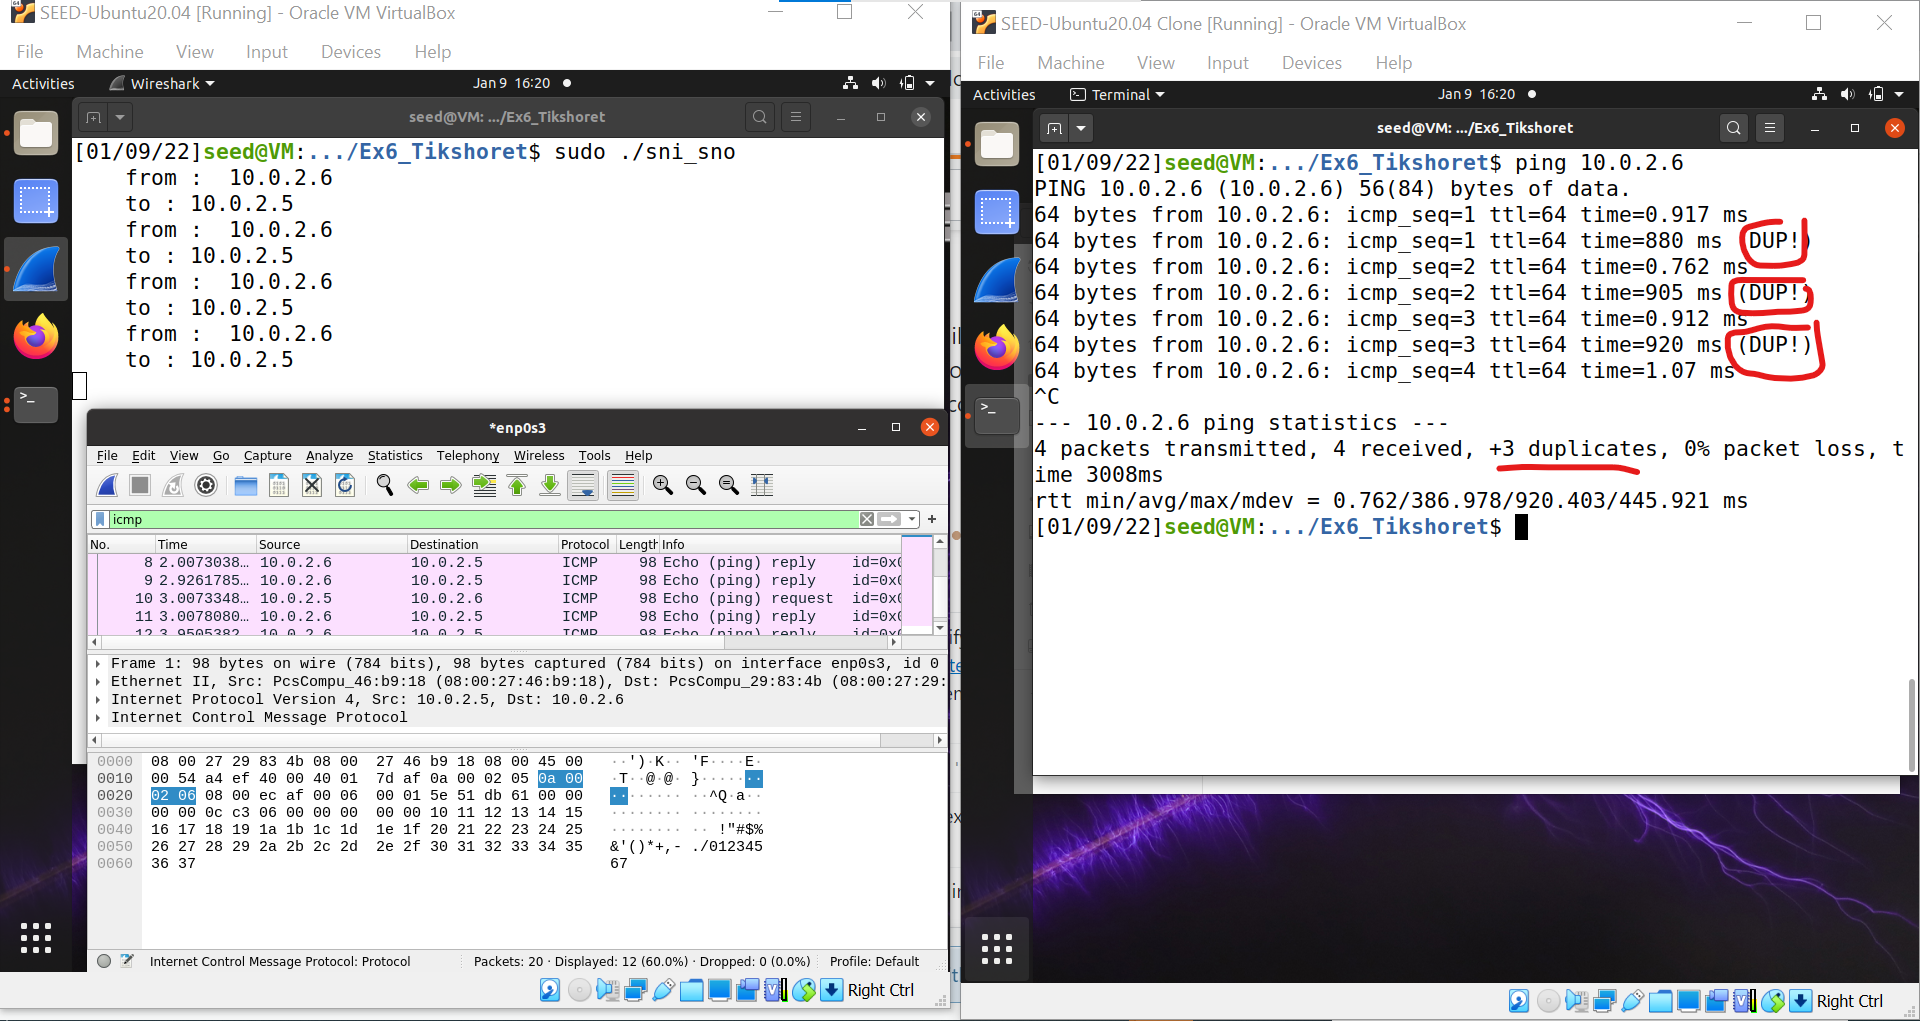 SEED-Ubuntu20.04 [Running] - Oracle VM VirtualBox
File Machine View Input Devices Help
Activities Wireshark Jan 9 16:20
seed@VM: .../Ex6_Tikshoret
[01/09/22]seed@VM:.../Ex6_Tikshoret$ sudo ./sni_sno
from : 10.0.2.6
to : 10.0.2.5
from : 10.0.2.6
to : 10.0.2.5
from : 10.0.2.6
to : 10.0.2.5
from : 10.0.2.6
to : 10.0.2.5
*enp0s3
File Edit View Go Capture Analyze Statistics Telephony Wireless Tools Help
icmp
No. Time Source Destination Protocol Length Info
8 2.0073038... 10.0.2.6 10.0.2.5 ICMP 98 Echo (ping) reply id=0x0
9 2.9261785... 10.0.2.6 10.0.2.5 ICMP 98 Echo (ping) reply id=0x0
10 3.0073348... 10.0.2.5 10.0.2.6 ICMP 98 Echo (ping) request id=0x0
11 3.0078080... 10.0.2.6 10.0.2.5 ICMP 98 Echo (ping) reply id=0x0
12 3.9505382 10.0.2.6 10.0.2.5 ICMP 98 Echo (ping) reply id=0x0
Frame 1: 98 bytes on wire (784 bits), 98 bytes captured (784 bits) on interface enp0s3, id 0
Ethernet II, Src: PcsCompu_46:b9:18 (08:00:27:46:b9:18), Dst: PcsCompu_29:83:4b (08:00:27:29:
Internet Protocol Version 4, Src: 10.0.2.5, Dst: 10.0.2.6
Internet Control Message Protocol
0000 08 00 27 29 83 4b 08 00 27 46 b9 18 08 00 45 00 ··')·K·· 'F····E·
0010 00 54 a4 ef 40 00 40 01 7d af 0a 00 02 05 0a 00 ·T··@·@· }·······
0020 02 06 08 00 ec af 00 06 00 01 5e 51 db 61 00 00 ········ ··^Q·a··
0030 00 00 0c c3 06 00 00 00 00 00 10 11 12 13 14 15 ········ ········
0040 16 17 18 19 1a 1b 1c 1d 1e 1f 20 21 22 23 24 25 ········ ·· !"#$%
0050 26 27 28 29 2a 2b 2c 2d 2e 2f 30 31 32 33 34 35 &'()*+,- ./012345
0060 36 37 67
Internet Control Message Protocol: Protocol Packets: 20 · Displayed: 12 (60.0%) · Dropped: 0 (0.0%) Profile: Default
Right Ctrl
SEED-Ubuntu20.04 Clone [Running] - Oracle VM VirtualBox
File Machine View Input Devices Help
Activities Terminal Jan 9 16:20
seed@VM: .../Ex6_Tikshoret
[01/09/22]seed@VM:.../Ex6_Tikshoret$ ping 10.0.2.6
PING 10.0.2.6 (10.0.2.6) 56(84) bytes of data.
64 bytes from 10.0.2.6: icmp_seq=1 ttl=64 time=0.917 ms
64 bytes from 10.0.2.6: icmp_seq=1 ttl=64 time=880 ms (DUP!)
64 bytes from 10.0.2.6: icmp_seq=2 ttl=64 time=0.762 ms
64 bytes from 10.0.2.6: icmp_seq=2 ttl=64 time=905 ms (DUP!)
64 bytes from 10.0.2.6: icmp_seq=3 ttl=64 time=0.912 ms
64 bytes from 10.0.2.6: icmp_seq=3 ttl=64 time=920 ms (DUP!)
64 bytes from 10.0.2.6: icmp_seq=4 ttl=64 time=1.07 ms
^C
--- 10.0.2.6 ping statistics ---
4 packets transmitted, 4 received, +3 duplicates, 0% packet loss, t
ime 3008ms
rtt min/avg/max/mdev = 0.762/386.978/920.403/445.921 ms
[01/09/22]seed@VM:.../Ex6_Tikshoret$
Right Ctrl